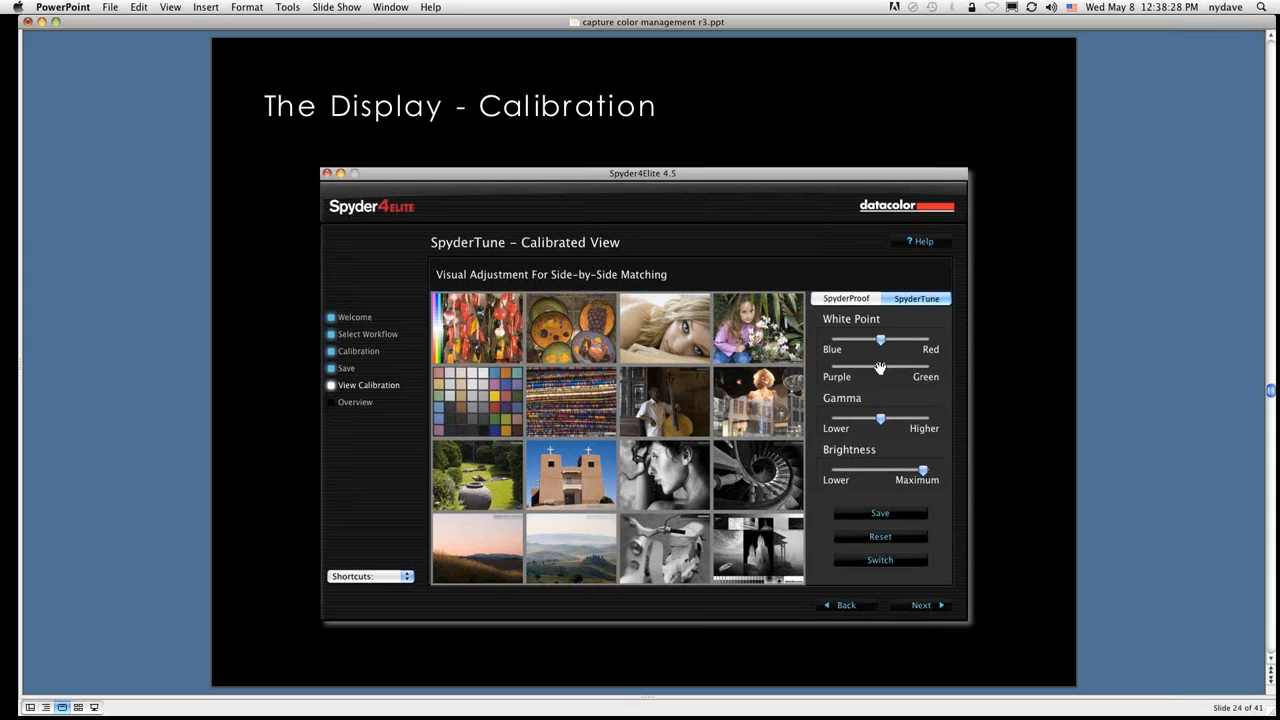 PowerPoint File Edit View Insert Format Tools Slide Show Window Help Wed May 8 12:38:28 PM nydave
capture color management r3.ppt
The Display - Calibration
Spyder4Elite 4.5
Spyder4ELITE
datacolor
SpyderTune - Calibrated View
? Help
Visual Adjustment For Side-by-Side Matching
SpyderProof SpyderTune
White Point
Blue Red
Purple Green
Gamma
Lower Higher
Brightness
Lower Maximum
Save
Reset
Switch
Welcome
Select Workflow
Calibration
Save
View Calibration
Overview
Shortcuts:
Back Next
Slide 24 of 41